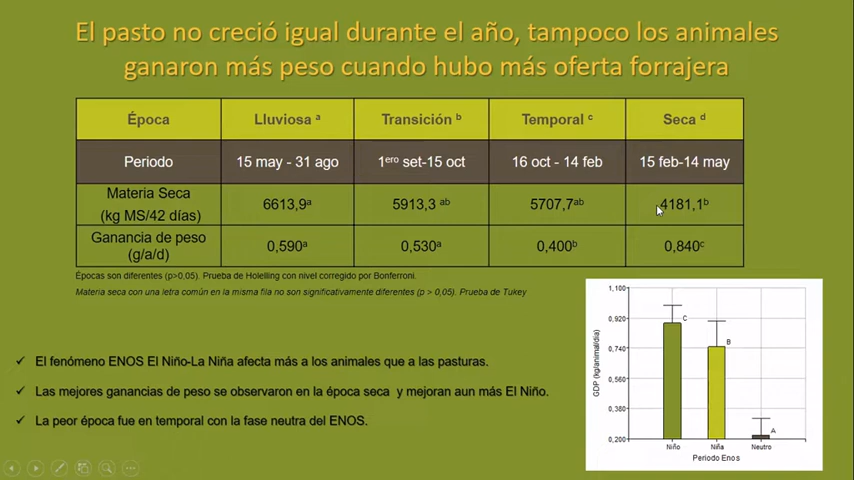 El pasto no creció igual durante el año, tampoco los animales
ganaron más peso cuando hubo más oferta forrajera
Época Lluviosa a Transición b Temporal c Seca d
Periodo 15 may - 31 ago 1ero set-15 oct 16 oct - 14 feb 15 feb-14 may
Materia Seca
(kg MS/42 días) 6613,9a 5913,3 ab 5707,7ab 4181,1b
Ganancia de peso
(g/a/d) 0,590a 0,530a 0,400b 0,840c
Épocas son diferentes (p>0,05). Prueba de Holelling con nivel corregido por Bonferroni.
Materia seca con una letra común en la misma fila no son significativamente diferentes (p > 0,05). Prueba de Tukey
El fenómeno ENOS El Niño-La Niña afecta más a los animales que a las pasturas.
Las mejores ganancias de peso se observaron en la época seca y mejoran aun más El Niño.
La peor época fue en temporal con la fase neutra del ENOS.
1,100
0,920
0,740
0,560
0,380
0,200
GDP (kg/animal/día)
C
B
A
Niño Niña Neutro
Periodo Enos